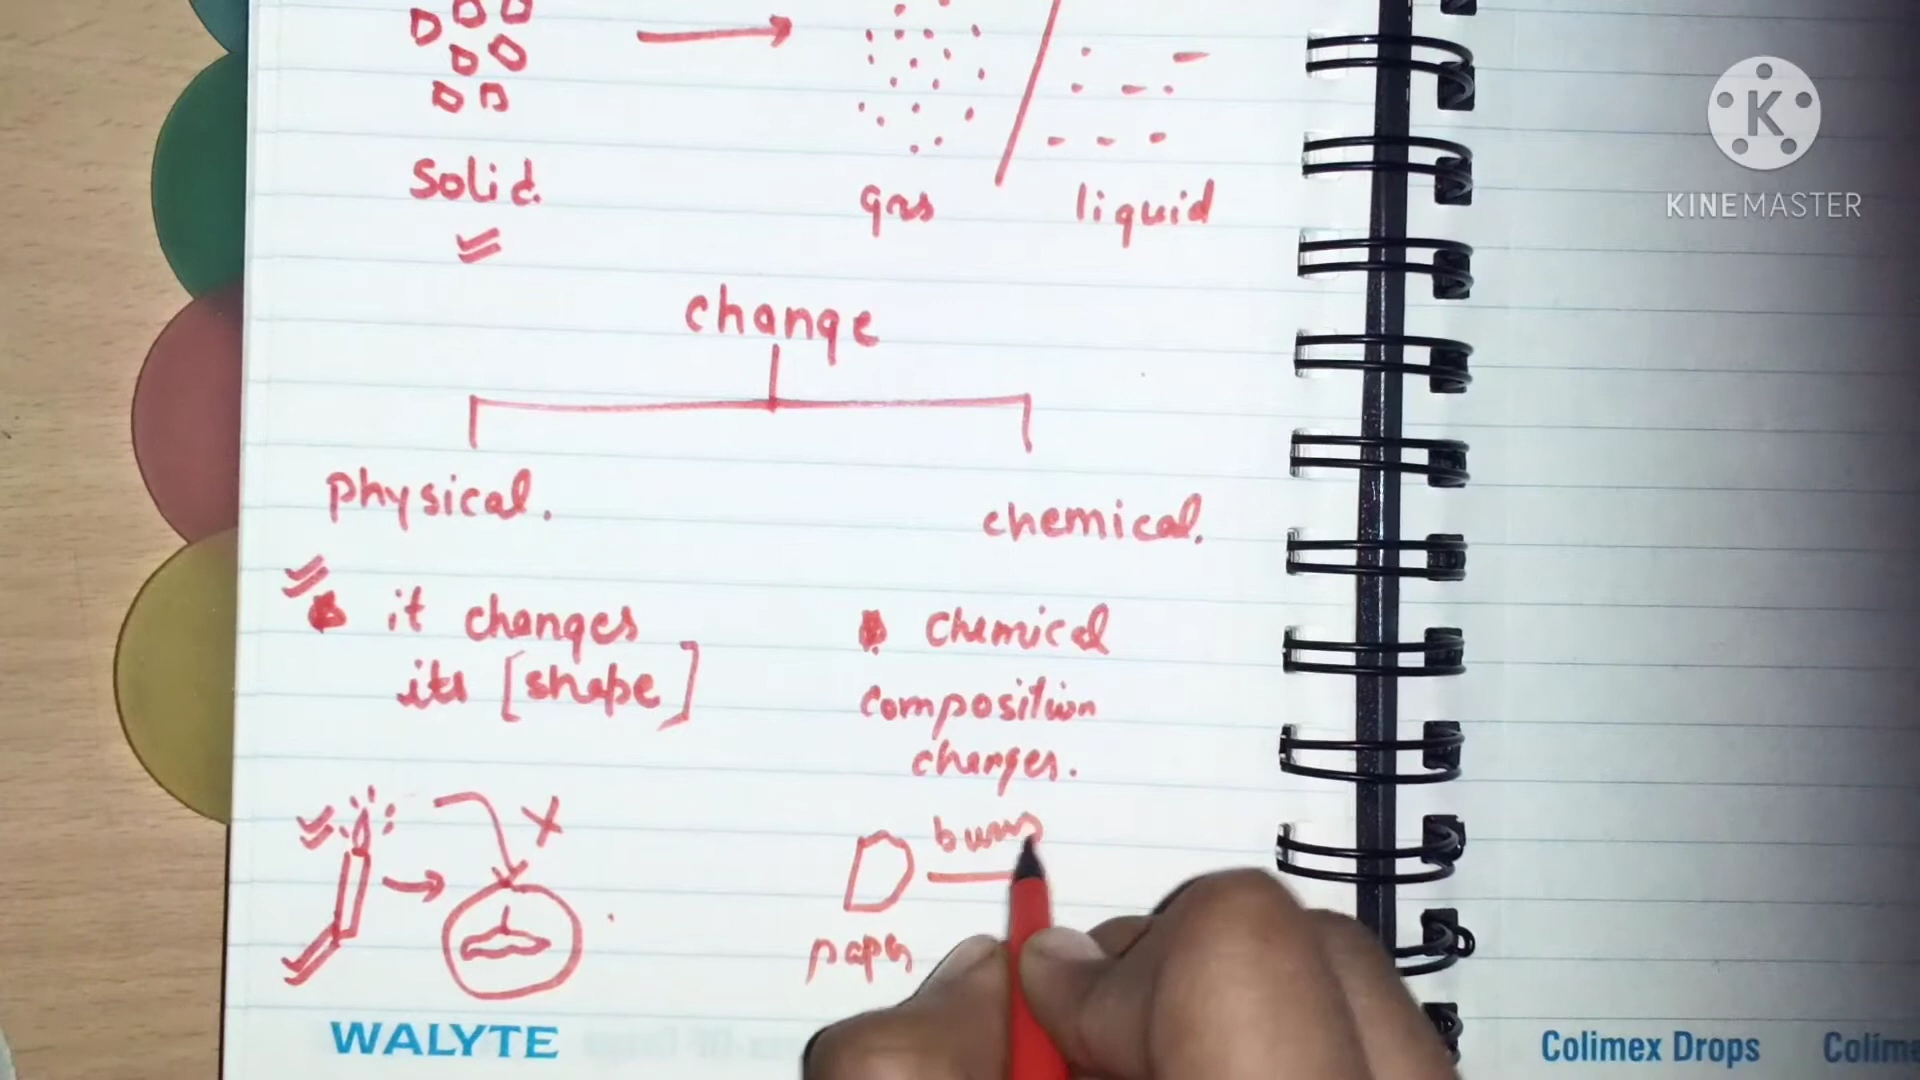 solid.
gas
liquid
K
KINEMASTER
change
physical.
chemical.
it changes
its [shape]
chemical
composition
changes.
burns
paper
WALYTE
Colimex Drops
Colime